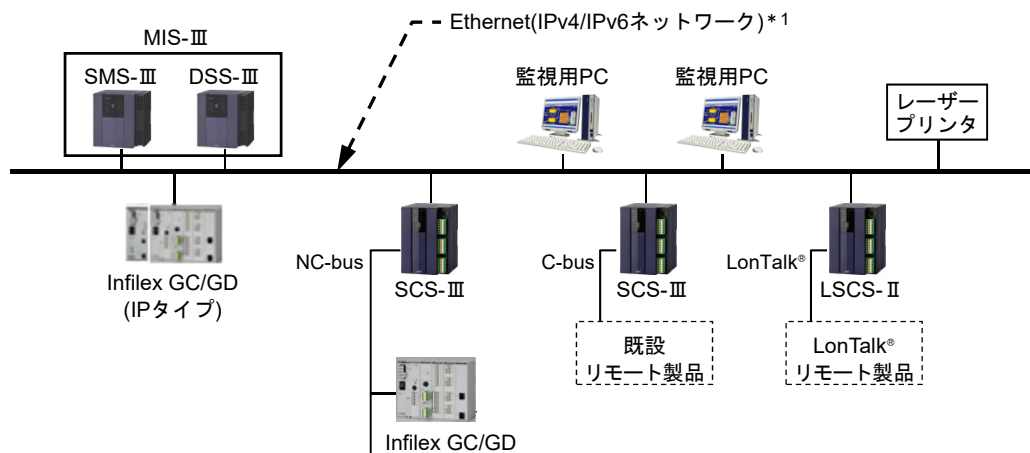 Ethernet(IPv4/IPv6ネットワーク)*1
MIS-Ⅲ
SMS-Ⅲ
DSS-Ⅲ
監視用PC
監視用PC
レーザー
プリンタ
Infilex GC/GD
(IPタイプ)
NC-bus
SCS-Ⅲ
C-bus
SCS-Ⅲ
LonTalk®
LSCS-Ⅱ
既設
リモート製品
LonTalk®
リモート製品
Infilex GC/GD